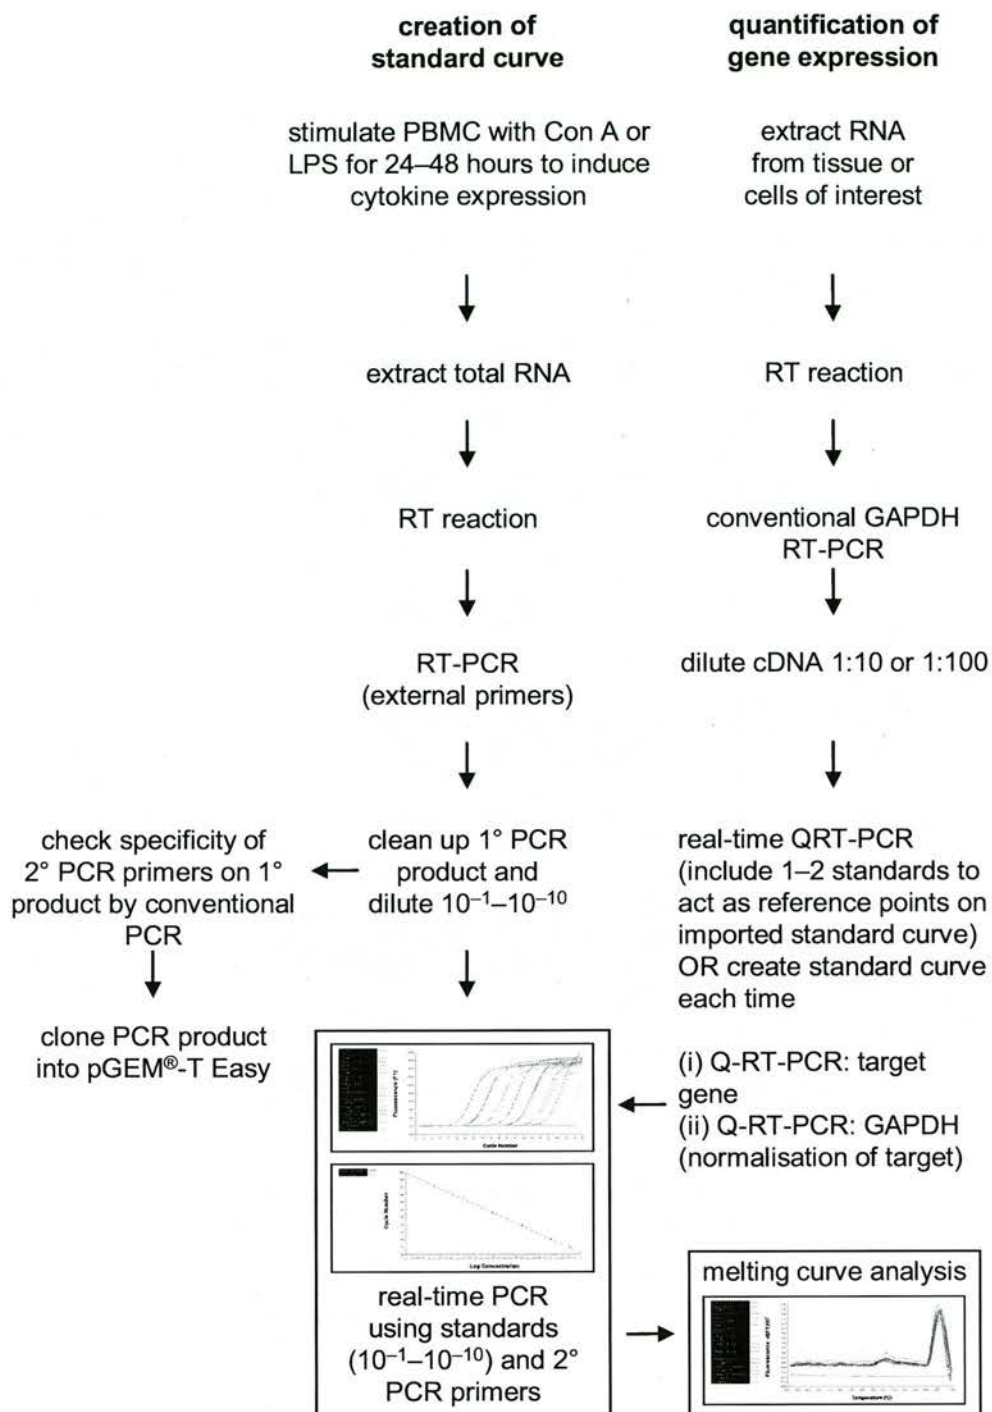 creation of
standard curve
stimulate PBMC with Con A or
LPS for 24–48 hours to induce
cytokine expression
extract total RNA
RT reaction
RT-PCR
(external primers)
clean up 1° PCR
product and
dilute 10⁻¹–10⁻¹⁰
check specificity of
2° PCR primers on 1°
product by conventional
PCR
clone PCR product
into pGEM®-T Easy
Cycle Number
Cycle Number
Log Concentration
real-time PCR
using standards
(10⁻¹–10⁻¹⁰) and 2°
PCR primers
quantification of
gene expression
extract RNA
from tissue or
cells of interest
RT reaction
conventional GAPDH
RT-PCR
dilute cDNA 1:10 or 1:100
real-time QRT-PCR
(include 1–2 standards to
act as reference points on
imported standard curve)
OR create standard curve
each time
(i) Q-RT-PCR: target
gene
(ii) Q-RT-PCR: GAPDH
(normalisation of target)
melting curve analysis